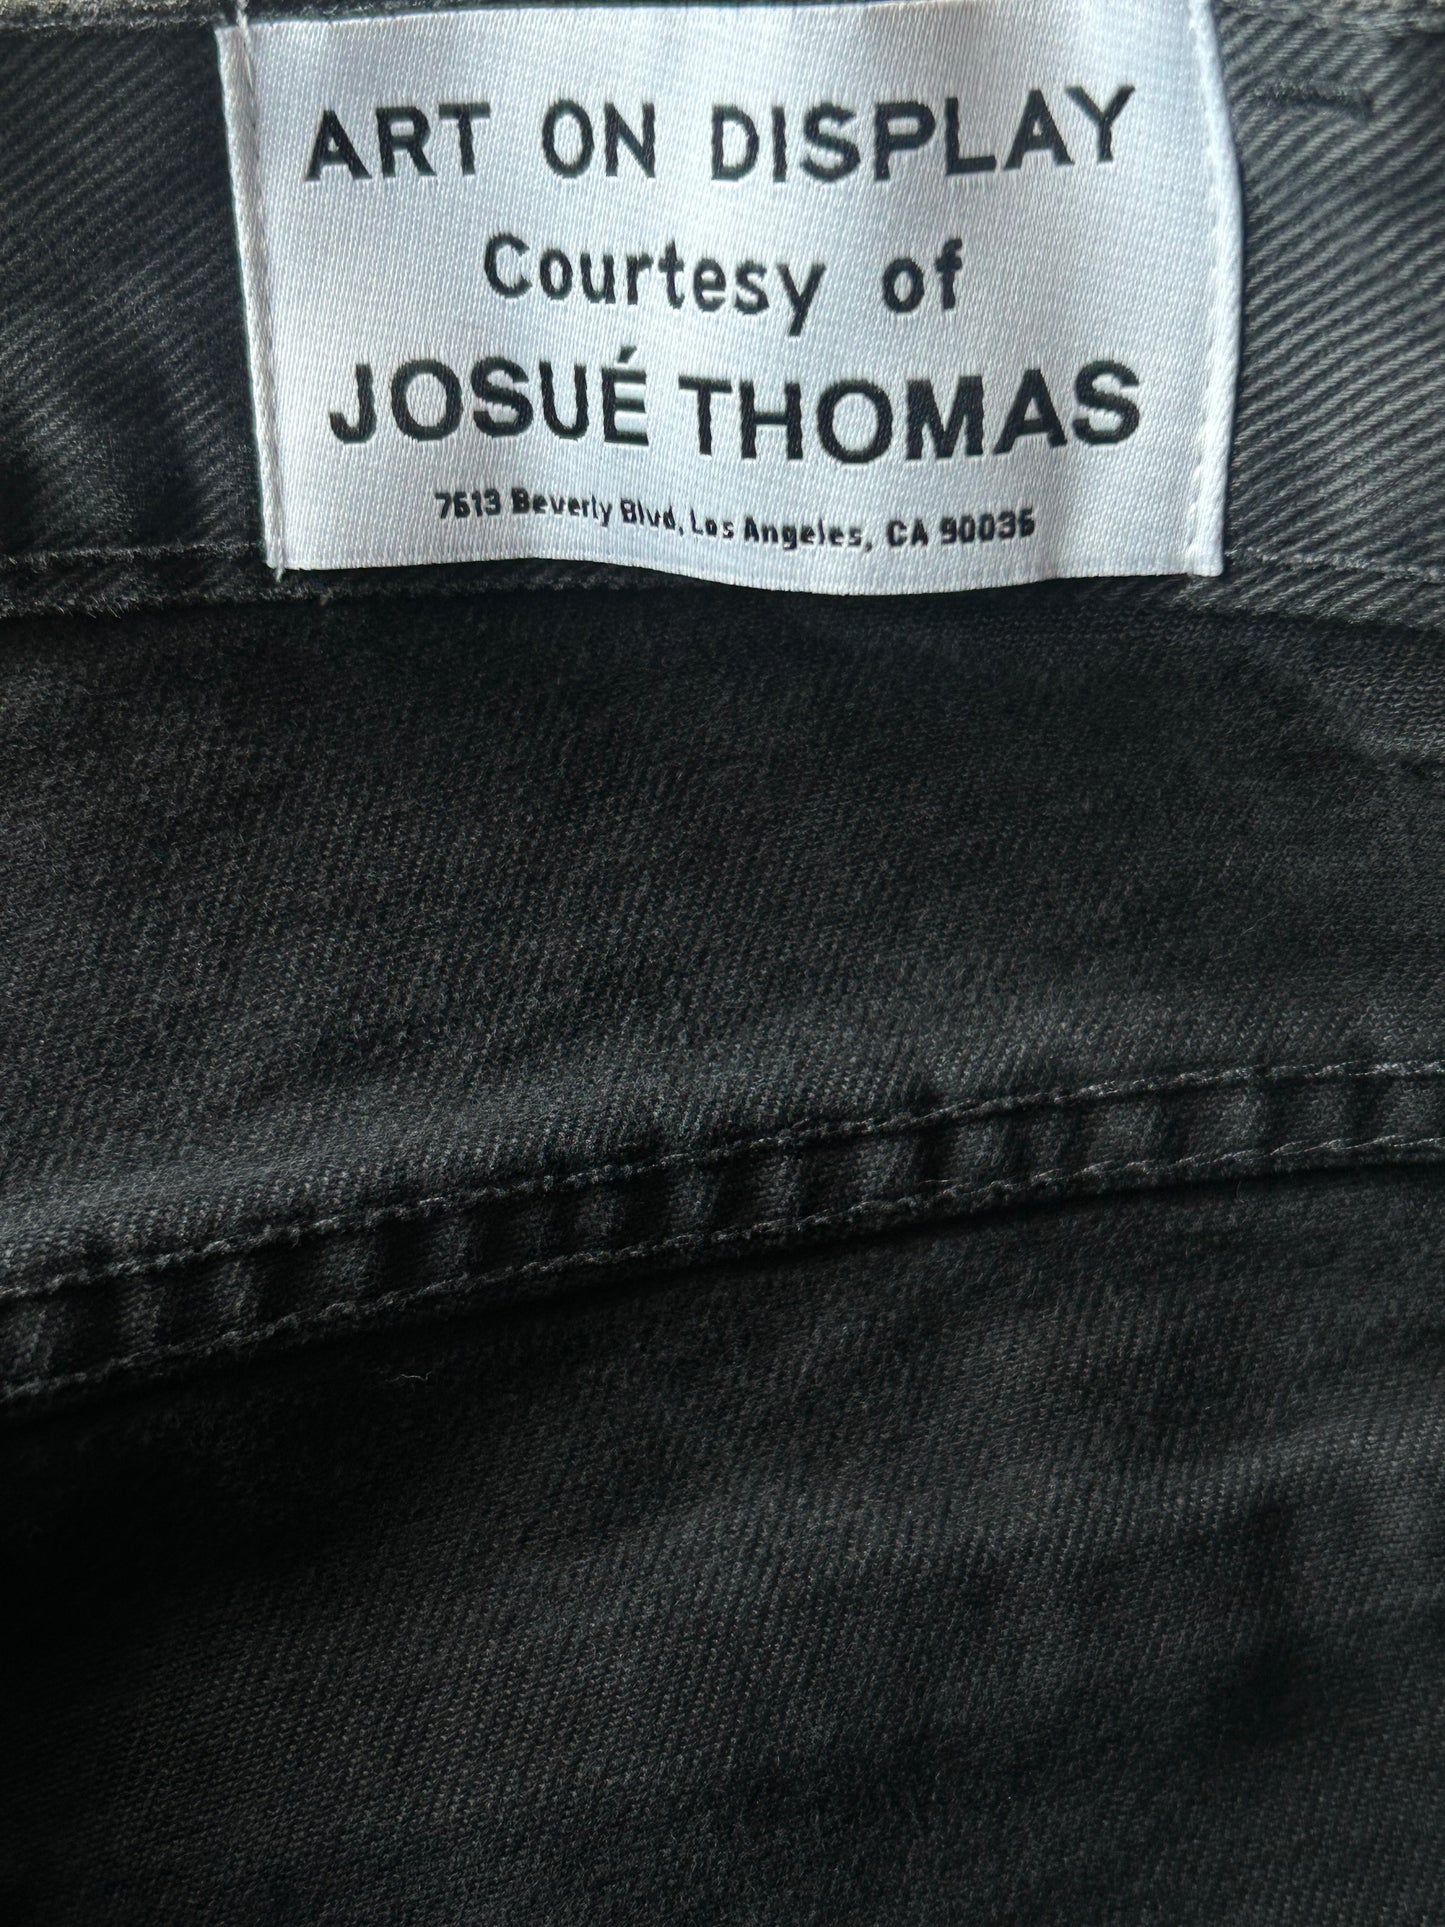 ART ON DISPLAY
Courtesy of
JOSUÉ THOMAS
7613 Beverly Blvd, Los Angeles, CA 90036